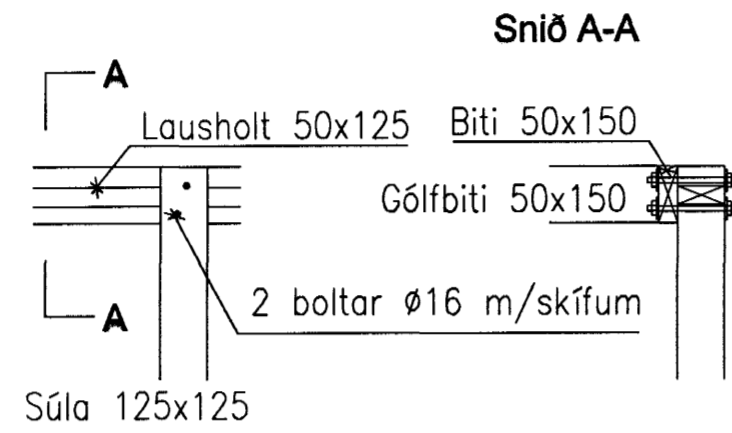 Snið A-A
A
Lausholt 50x125
Biti 50x150
Gólfbiti 50x150
2 boltar ø16 m/skífum
A
Súla 125x125